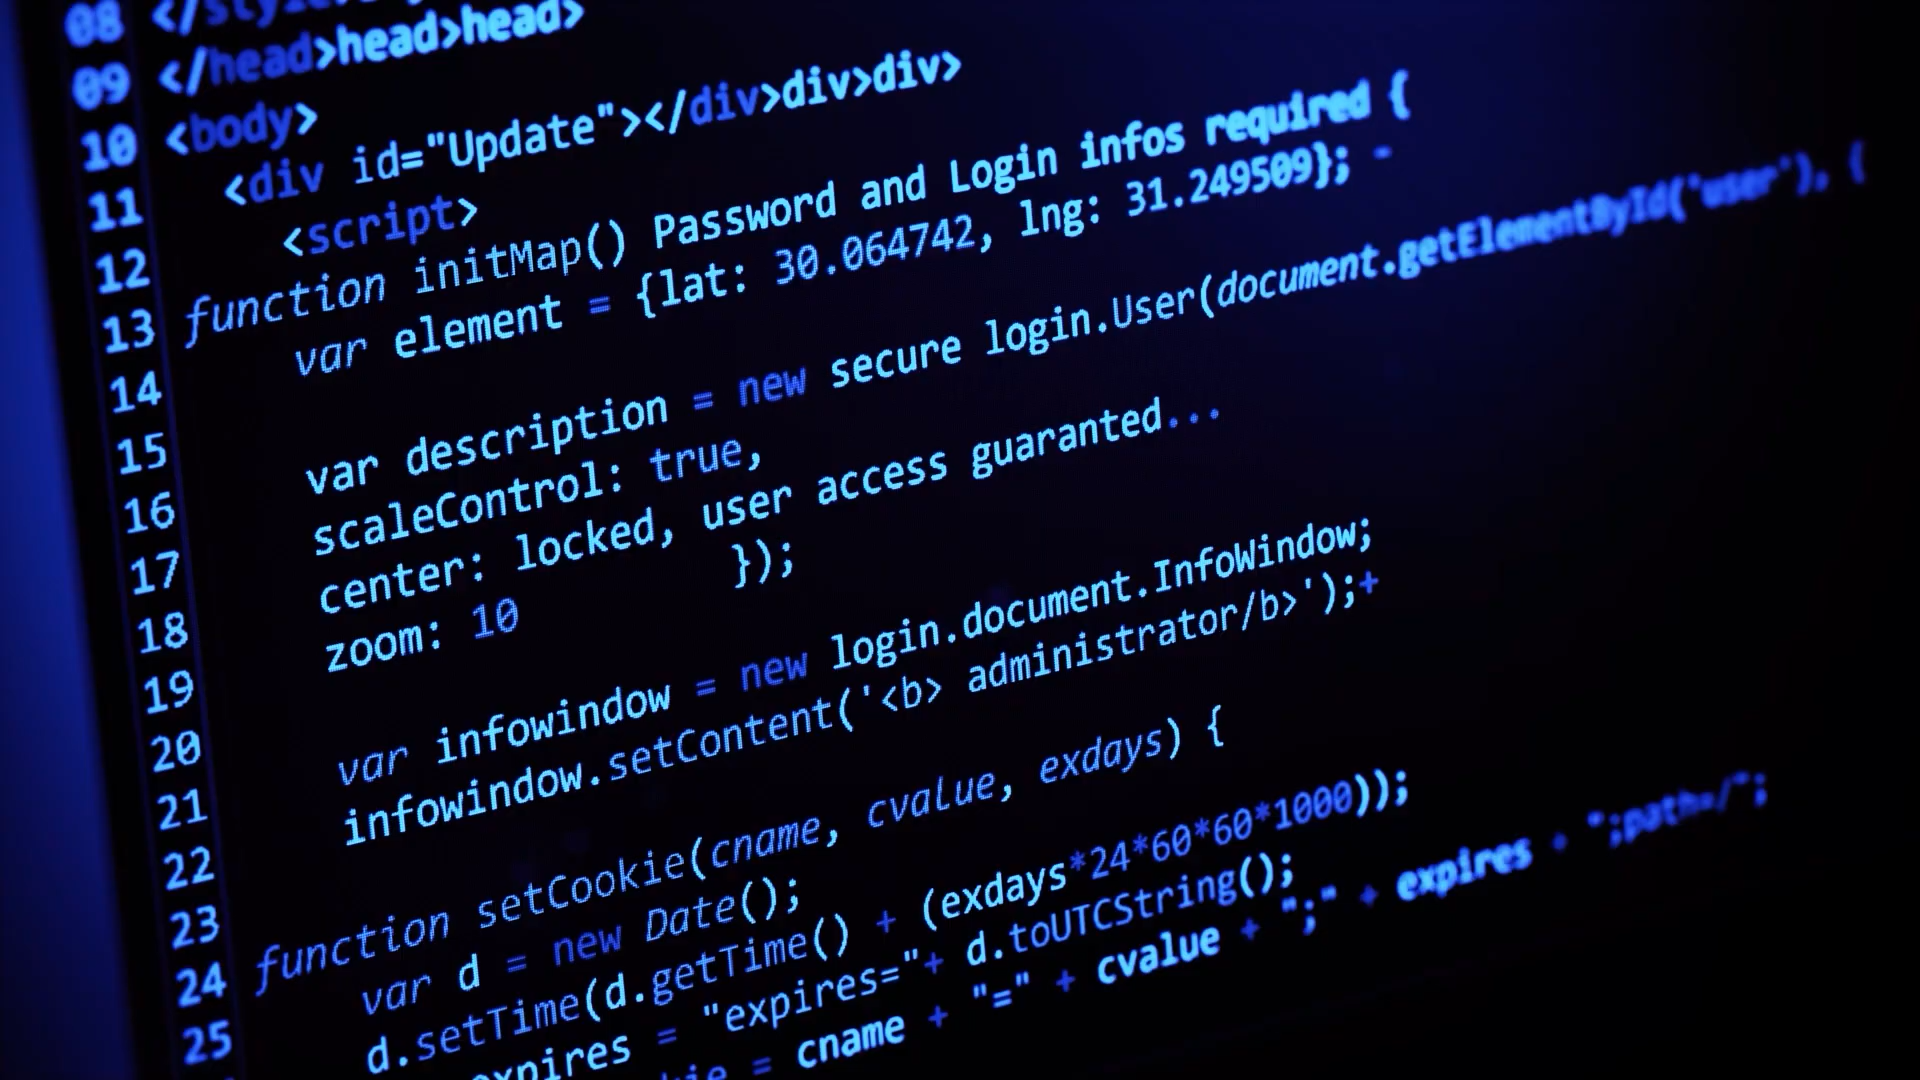 08 </style>
09 </head>head>head>
10 <body>
11 <div id="Update"></div>div>div>
12 <script>
13 function initMap() Password and Login infos required {
14 var element = {lat: 30.064742, lng: 31.249509}; -
15
16 var description = new secure login.User(document.getElementById('user'), {
17 scaleControl: true,
18 center: locked, user access guaranted...
19 zoom: 10 });
20
21 var infowindow = new login.document.InfoWindow;
22 infowindow.setContent('<b> administrator/b>');+
23
24 function setCookie(cname, cvalue, exdays) {
25 var d = new Date();
d.setTime(d.getTime() + (exdays*24*60*60*1000));
expires = "expires="+ d.toUTCString();
kie = cname + "=" + cvalue + ";" + expires + ";path=/";